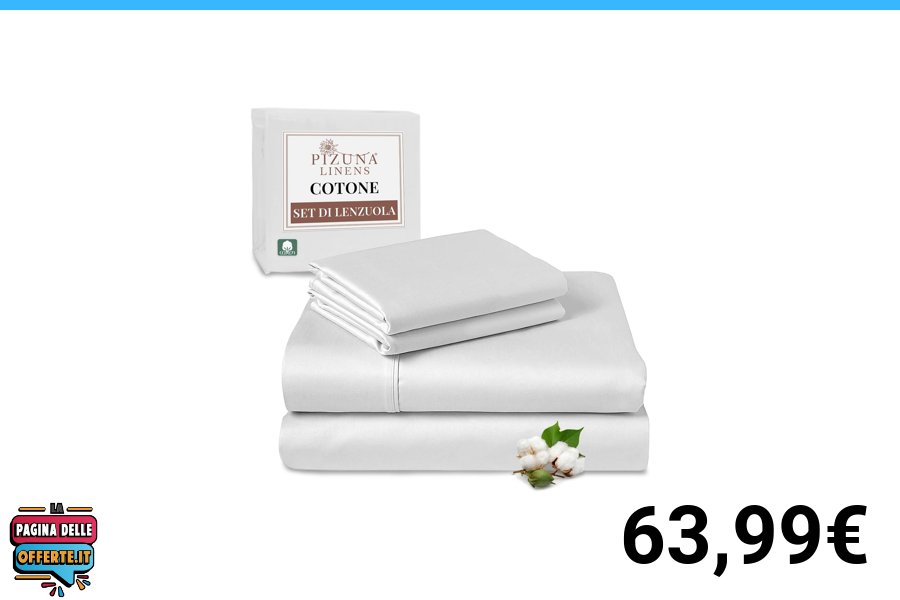 PIZUNA
LINENS
COTONE
SET DI LENZUOLA
LA
PAGINA DELLE
OFFERTE.IT
63,99€